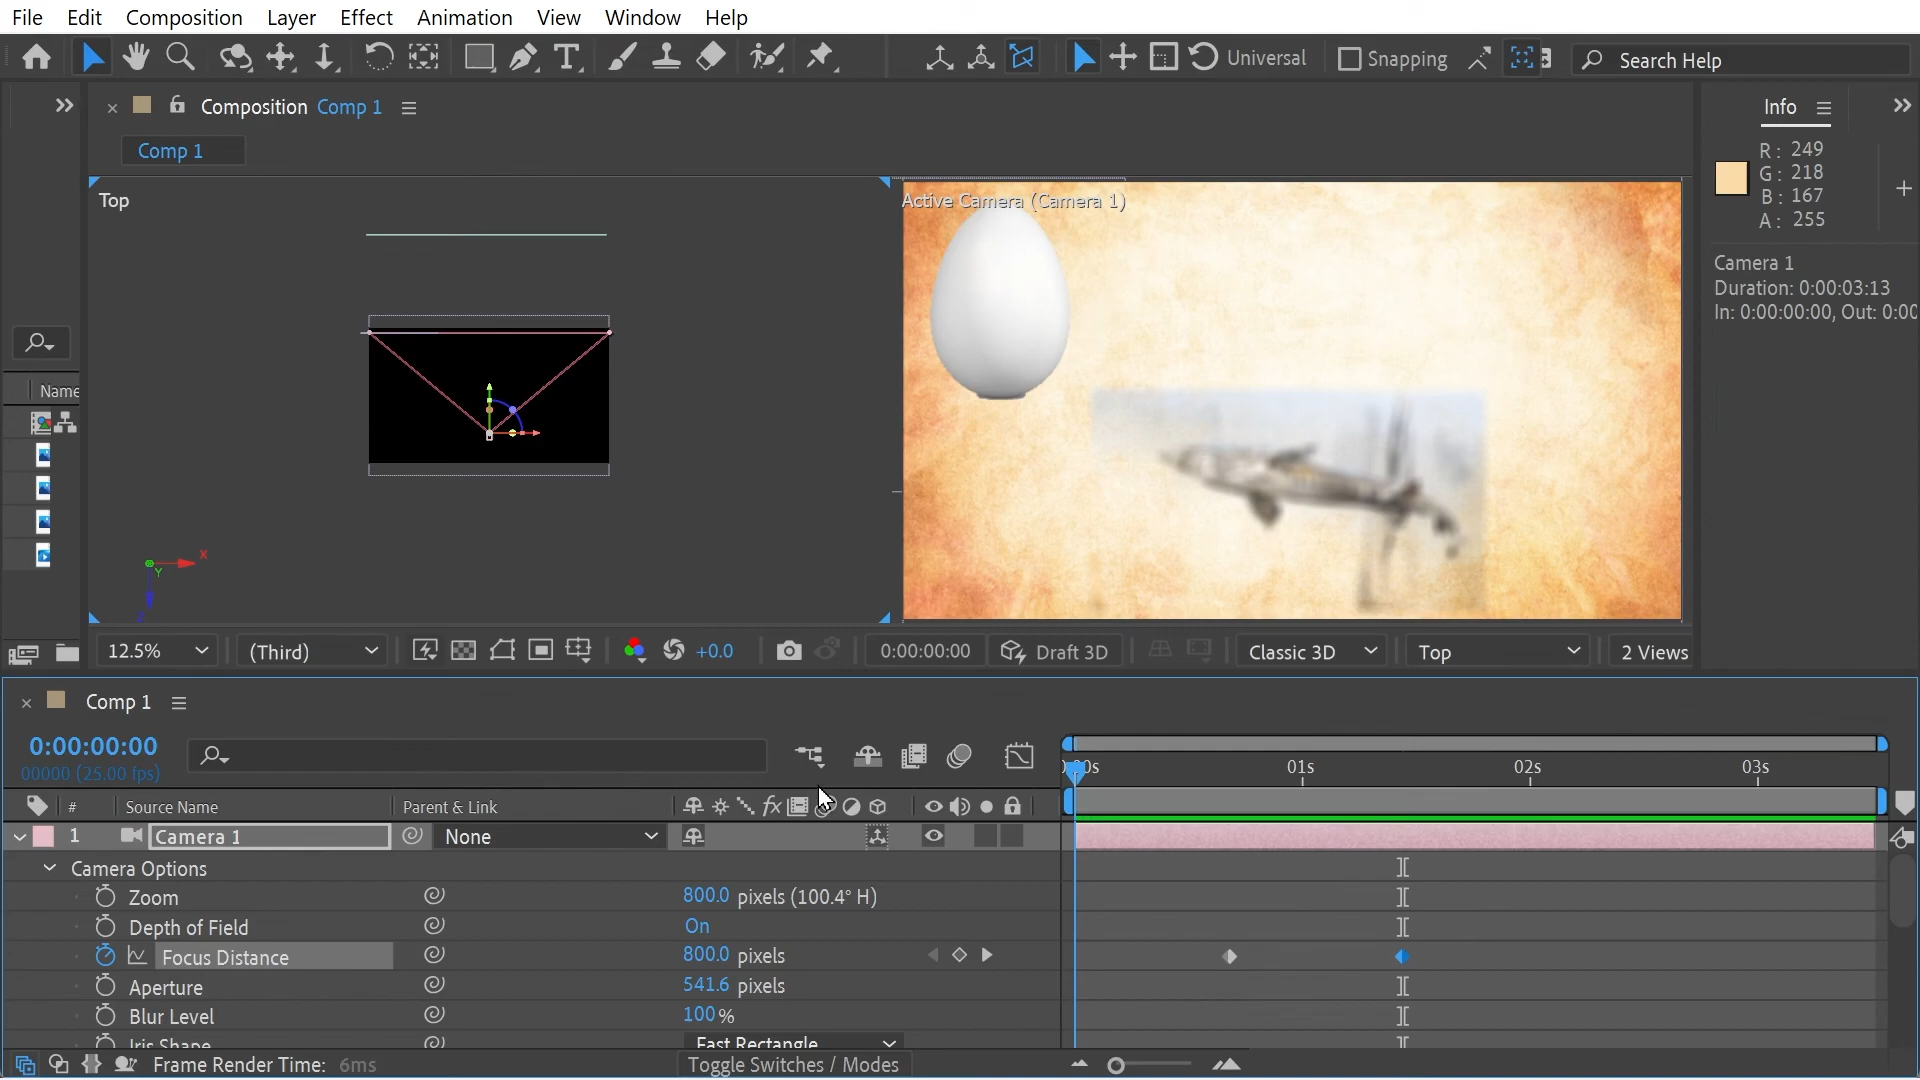 File Edit Composition Layer Effect Animation View Window Help
Universal Snapping Search Help
Composition Comp 1
Info
Comp 1
R: 249
G: 218
B: 167
A: 255
Top
Active Camera (Camera 1)
Camera 1
Duration: 0:00:03:13
In: 0:00:00:00, Out: 0:00
Name
X
Y
12.5% (Third) +0.0 0:00:00:00 Draft 3D Classic 3D Top 2 Views
Comp 1
0:00:00:00
00000 (25.00 fps)
01s 02s 03s
# Source Name Parent & Link fx
1 Camera 1 None
Camera Options
Zoom 800.0 pixels (100.4° H)
Depth of Field On
Focus Distance 800.0 pixels
Aperture 541.6 pixels
Blur Level 100 %
Iris Shape Fast Rectangle
Frame Render Time: 6ms Toggle Switches / Modes